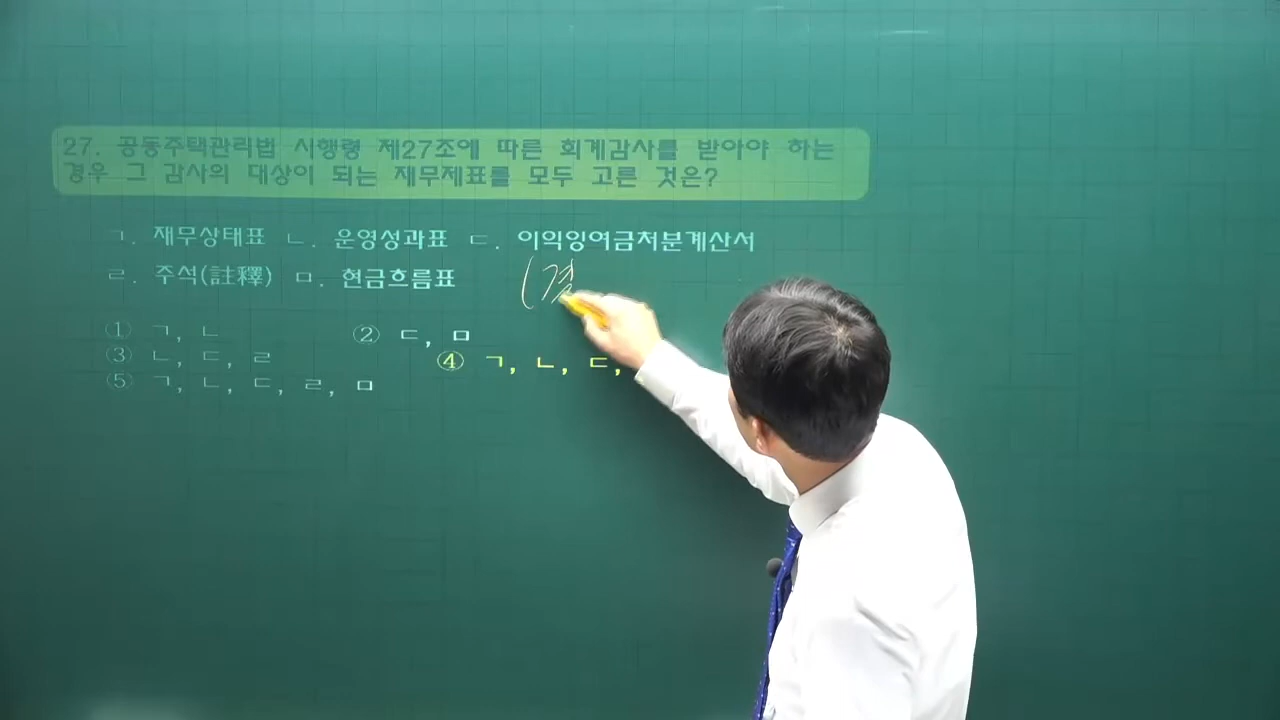 27. 공동주택관리법 시행령 제27조에 따른 회계감사를 받아야 하는
경우 그 감사의 대상이 되는 재무제표를 모두 고른 것은?
ㄱ. 재무상태표 ㄴ. 운영성과표 ㄷ. 이익잉여금처분계산서
ㄹ. 주석(註釋) ㅁ. 현금흐름표
(결
① ㄱ, ㄴ ② ㄷ, ㅁ
③ ㄴ, ㄷ, ㄹ ④ ㄱ, ㄴ, ㄷ,
⑤ ㄱ, ㄴ, ㄷ, ㄹ, ㅁ